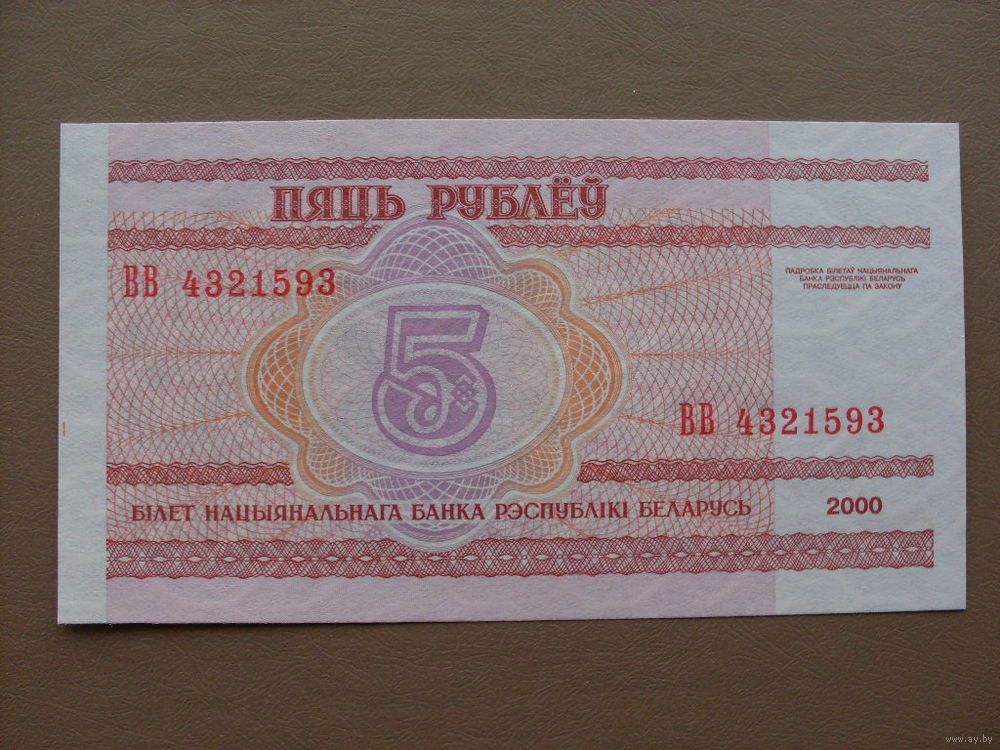 ПЯЦЬ РУБЛЁЎ
ВВ 4321593
ПАДРОБКА БІЛЕТАЎ НАЦЫЯНАЛЬНАГА
БАНКА РЭСПУБЛІКІ БЕЛАРУСЬ
ПРАСЛЕДУЕЦЦА ПА ЗАКОНУ
5
ВВ 4321593
БІЛЕТ НАЦЫЯНАЛЬНАГА БАНКА РЭСПУБЛІКІ БЕЛАРУСЬ
2000
www.ay.by